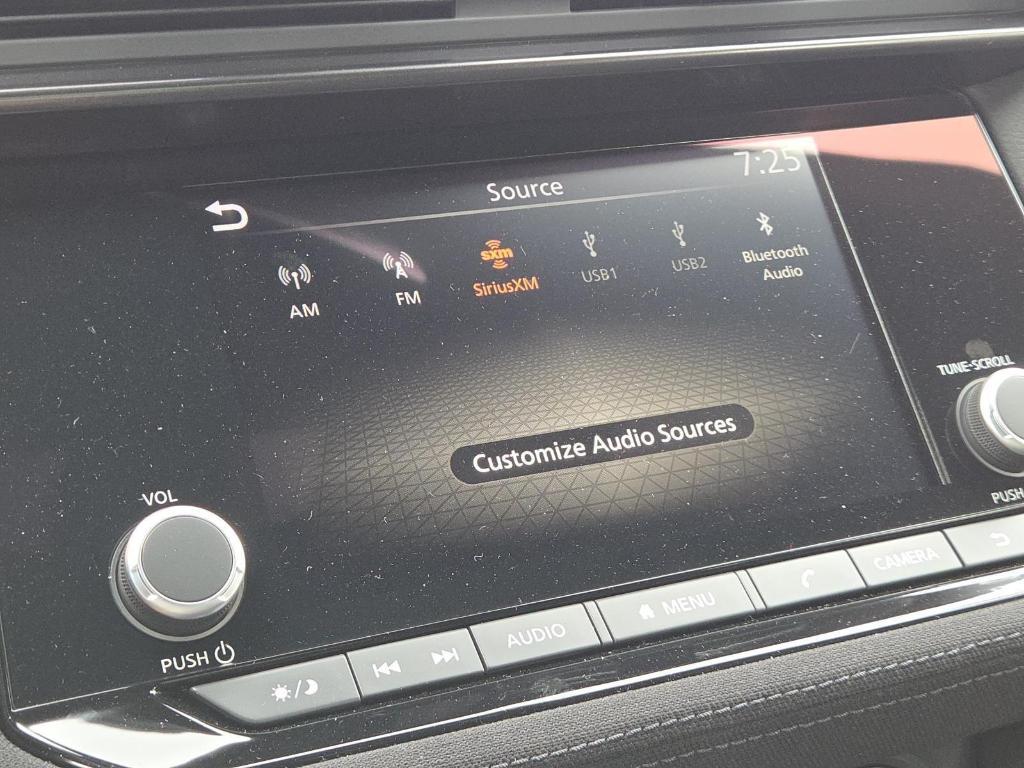 Source
7:25
AM
FM
sxm
SiriusXM
USB1
USB2
Bluetooth
Audio
Customize Audio Sources
TUNE·SCROLL
PUSH
VOL
PUSH
AUDIO
MENU
CAMERA